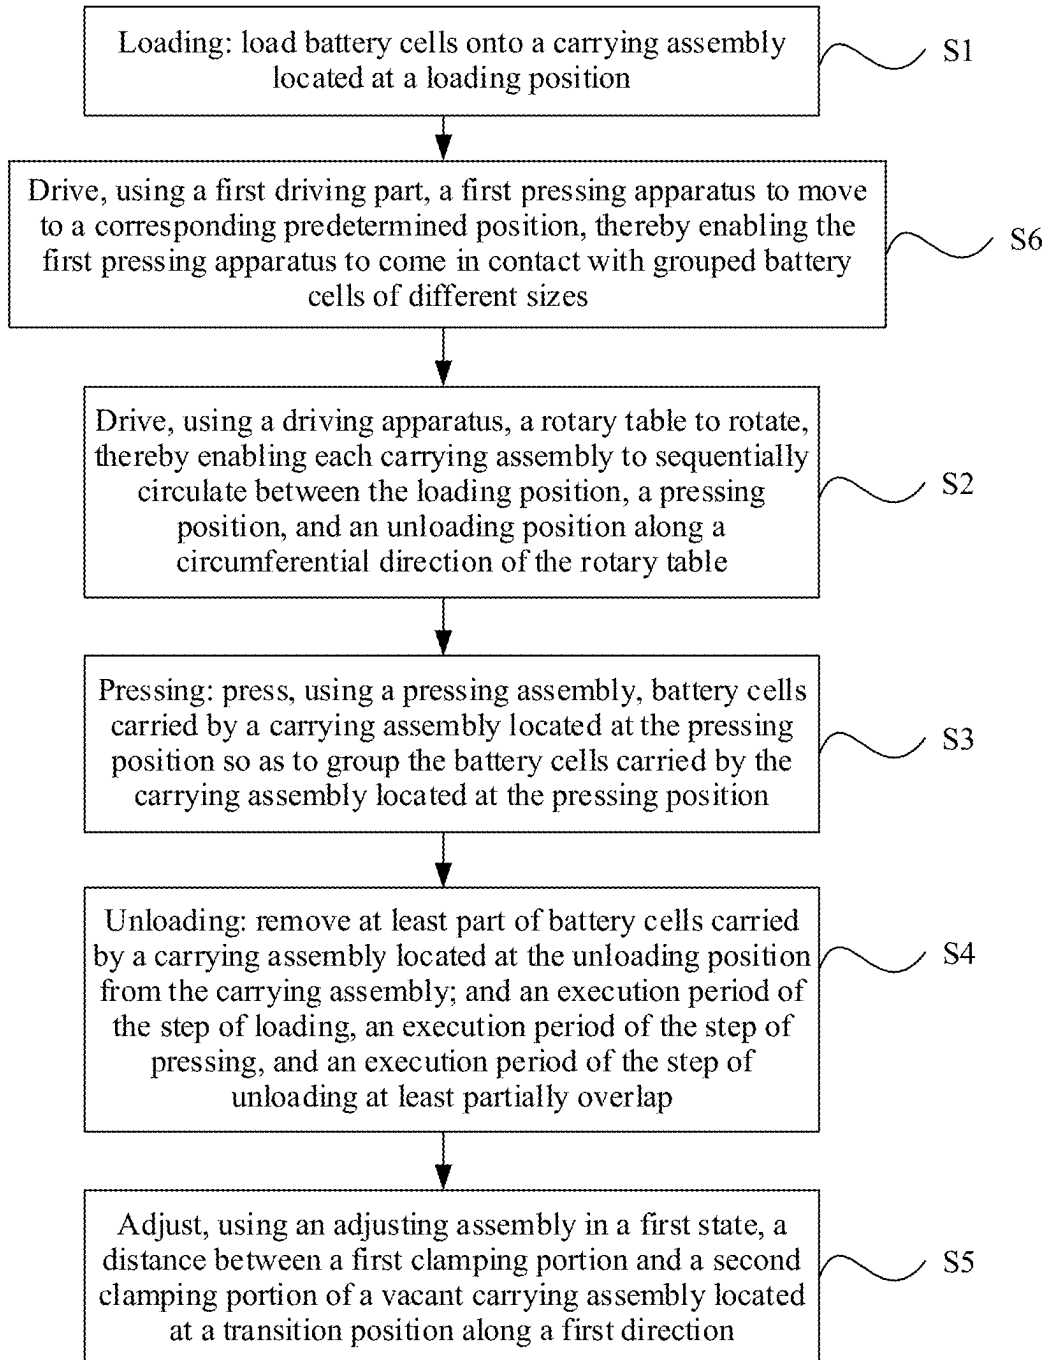 Loading: load battery cells onto a carrying assembly
located at a loading position
S1
Drive, using a first driving part, a first pressing apparatus to move
to a corresponding predetermined position, thereby enabling the
first pressing apparatus to come in contact with grouped battery
cells of different sizes
S6
Drive, using a driving apparatus, a rotary table to rotate,
thereby enabling each carrying assembly to sequentially
circulate between the loading position, a pressing
position, and an unloading position along a
circumferential direction of the rotary table
S2
Pressing: press, using a pressing assembly, battery cells
carried by a carrying assembly located at the pressing
position so as to group the battery cells carried by the
carrying assembly located at the pressing position
S3
Unloading: remove at least part of battery cells carried
by a carrying assembly located at the unloading position
from the carrying assembly; and an execution period of
the step of loading, an execution period of the step of
pressing, and an execution period of the step of
unloading at least partially overlap
S4
Adjust, using an adjusting assembly in a first state, a
distance between a first clamping portion and a second
clamping portion of a vacant carrying assembly located
at a transition position along a first direction
S5